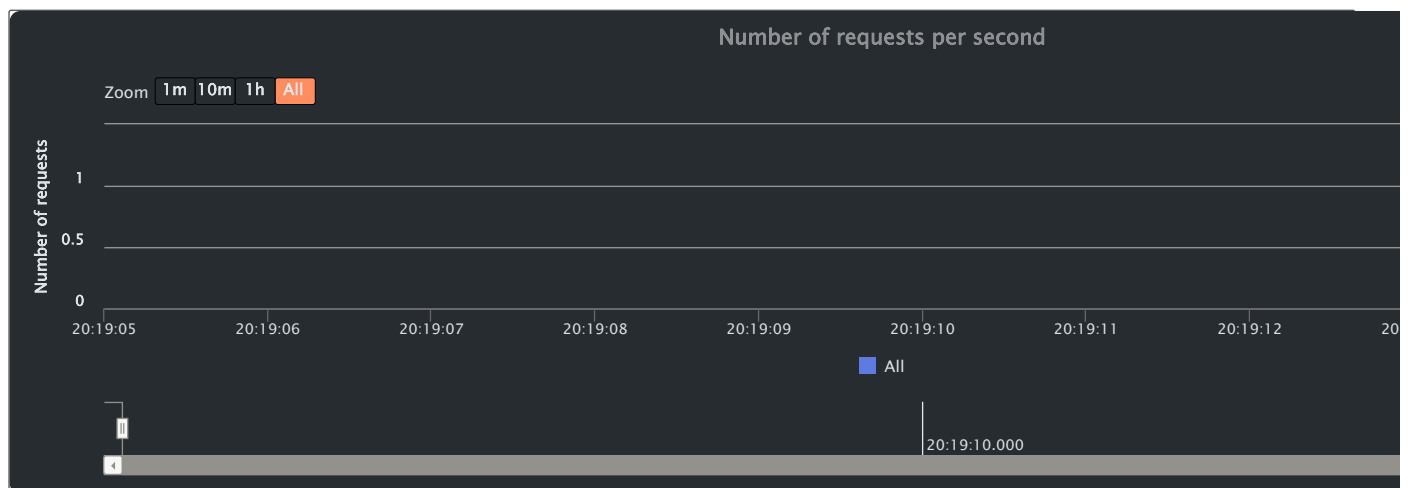 Number of requests per second
Zoom 1m 10m 1h All
Number of requests
1
0.5
0
20:19:05 20:19:06 20:19:07 20:19:08 20:19:09 20:19:10 20:19:11 20:19:12 20
All
20:19:10.000